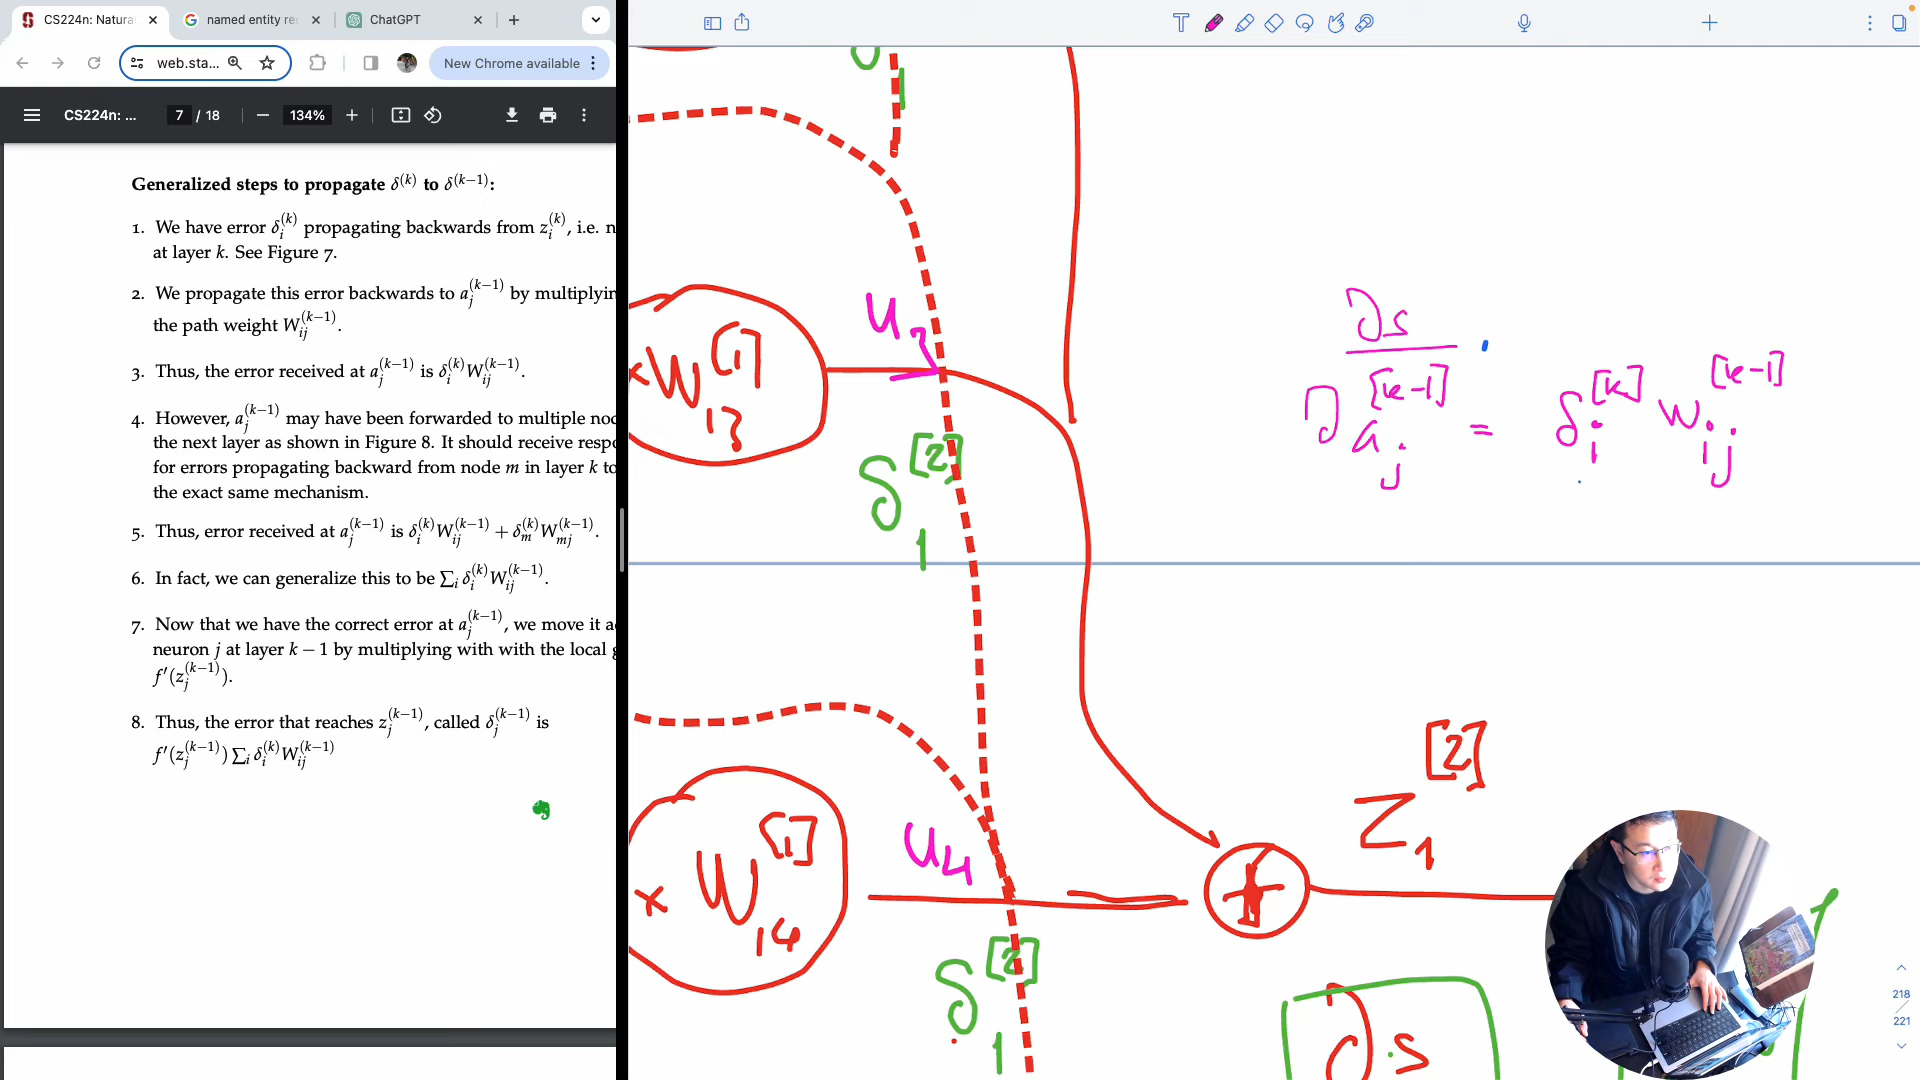 CS224n: Natura
named entity re
ChatGPT
web.sta...
New Chrome available
CS224n: ...
7 / 18
134%
Generalized steps to propagate δ^(k) to δ^(k−1):
1. We have error δ_i^(k) propagating backwards from z_i^(k), i.e. n
at layer k. See Figure 7.
2. We propagate this error backwards to a_j^(k−1) by multiplyin
the path weight W_ij^(k−1).
3. Thus, the error received at a_j^(k−1) is δ_i^(k) W_ij^(k−1).
4. However, a_j^(k−1) may have been forwarded to multiple nod
the next layer as shown in Figure 8. It should receive resp
for errors propagating backward from node m in layer k to
the exact same mechanism.
5. Thus, error received at a_j^(k−1) is δ_i^(k) W_ij^(k−1) + δ_m^(k) W_mj^(k−1).
6. In fact, we can generalize this to be ∑_i δ_i^(k) W_ij^(k−1).
7. Now that we have the correct error at a_j^(k−1), we move it a
neuron j at layer k − 1 by multiplying with with the local g
f′(z_j^(k−1)).
8. Thus, the error that reaches z_j^(k−1), called δ_j^(k−1) is
f′(z_j^(k−1)) ∑_i δ_i^(k) W_ij^(k−1)
1
×W_13^[1]
u_3
δ_1^[2]
∂s
∂a_j^[k-1] = δ_i^[k] W_ij^[k-1]
× W_14^[1]
u_4
+
Z_1^[2]
δ_1^[2]
∂s
218
221